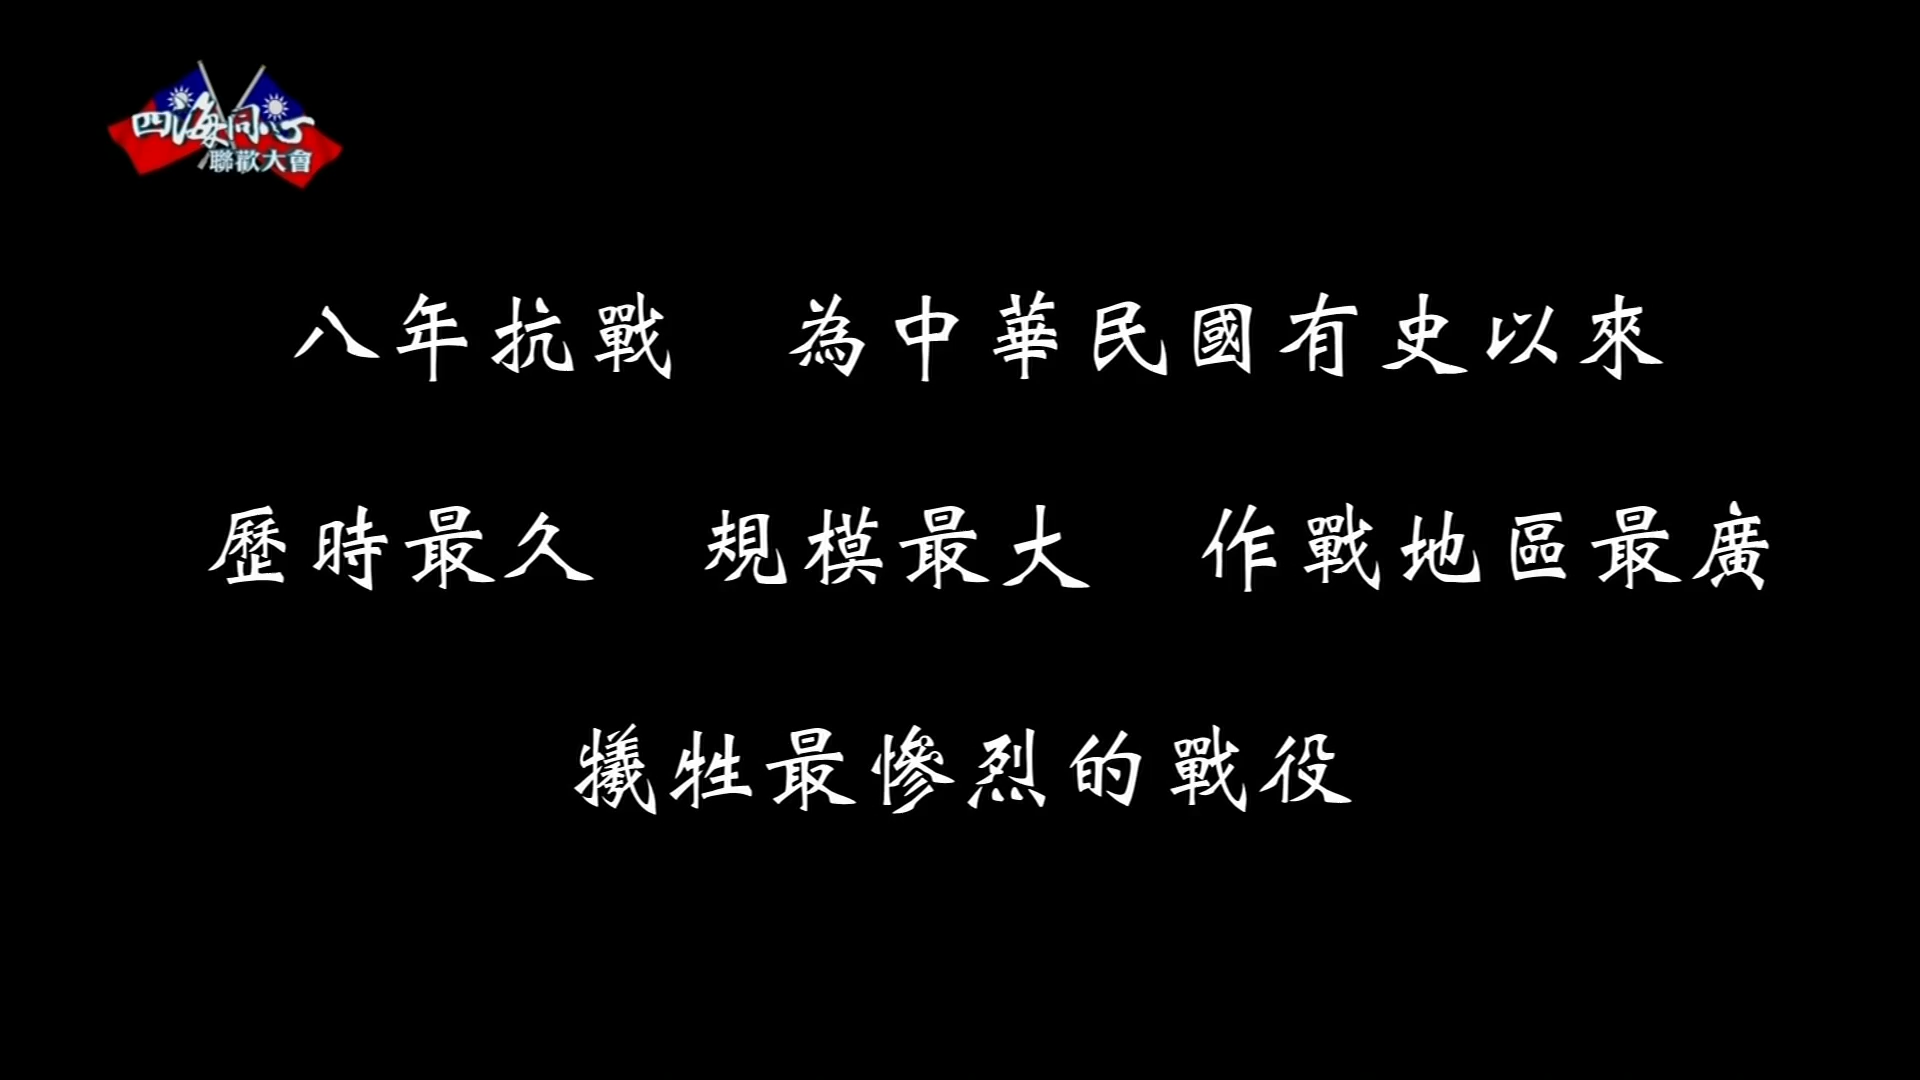 四海同心
聯歡大會
八年抗戰　為中華民國有史以來
歷時最久　規模最大　作戰地區最廣
犧牲最慘烈的戰役